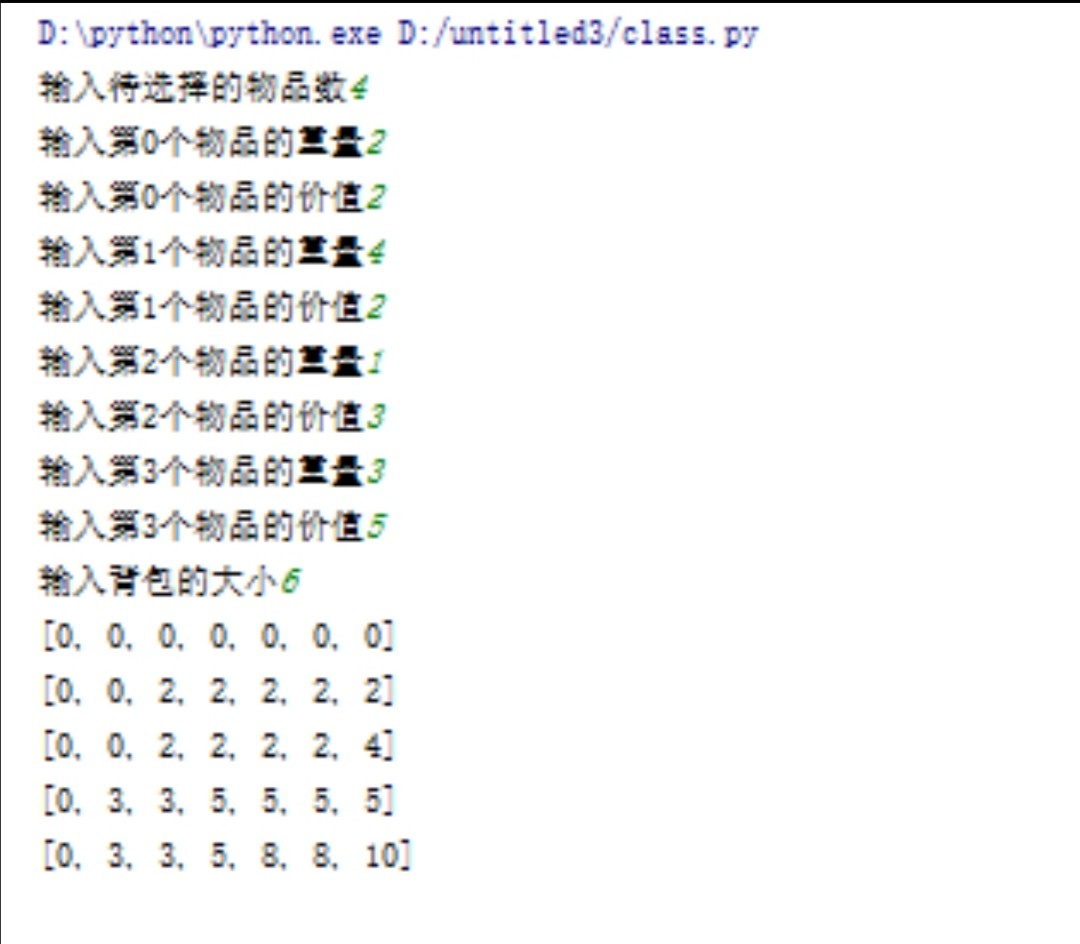 D:\python\python.exe D:/untitled3/class.py
输入待选择的物品数4
输入第0个物品的重量2
输入第0个物品的价值2
输入第1个物品的重量4
输入第1个物品的价值2
输入第2个物品的重量1
输入第2个物品的价值3
输入第3个物品的重量3
输入第3个物品的价值5
输入背包的大小6
[0, 0, 0, 0, 0, 0, 0]
[0, 0, 2, 2, 2, 2, 2]
[0, 0, 2, 2, 2, 2, 4]
[0, 3, 3, 5, 5, 5, 5]
[0, 3, 3, 5, 8, 8, 10]